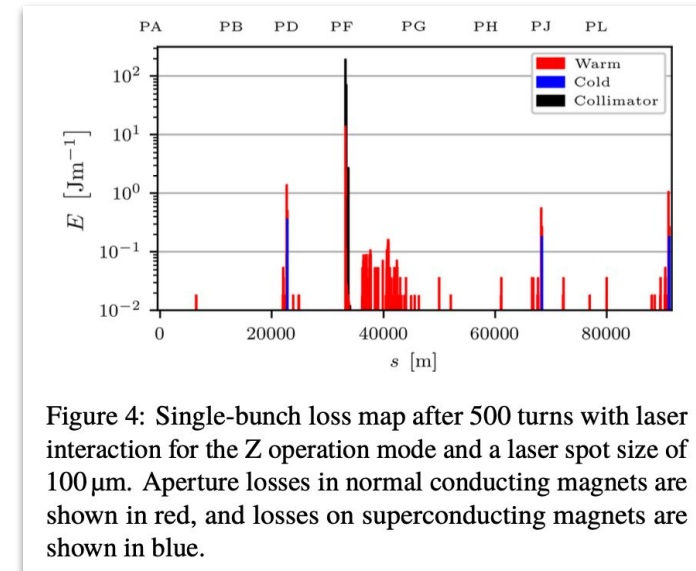 PA PB PD PF PG PH PJ PL
Warm
Cold
Collimator
10²
10¹
10⁰
10⁻¹
10⁻²
E [Jm⁻¹]
0 20000 40000 60000 80000
s [m]
Figure 4: Single-bunch loss map after 500 turns with laser
interaction for the Z operation mode and a laser spot size of
100 µm. Aperture losses in normal conducting magnets are
shown in red, and losses on superconducting magnets are
shown in blue.